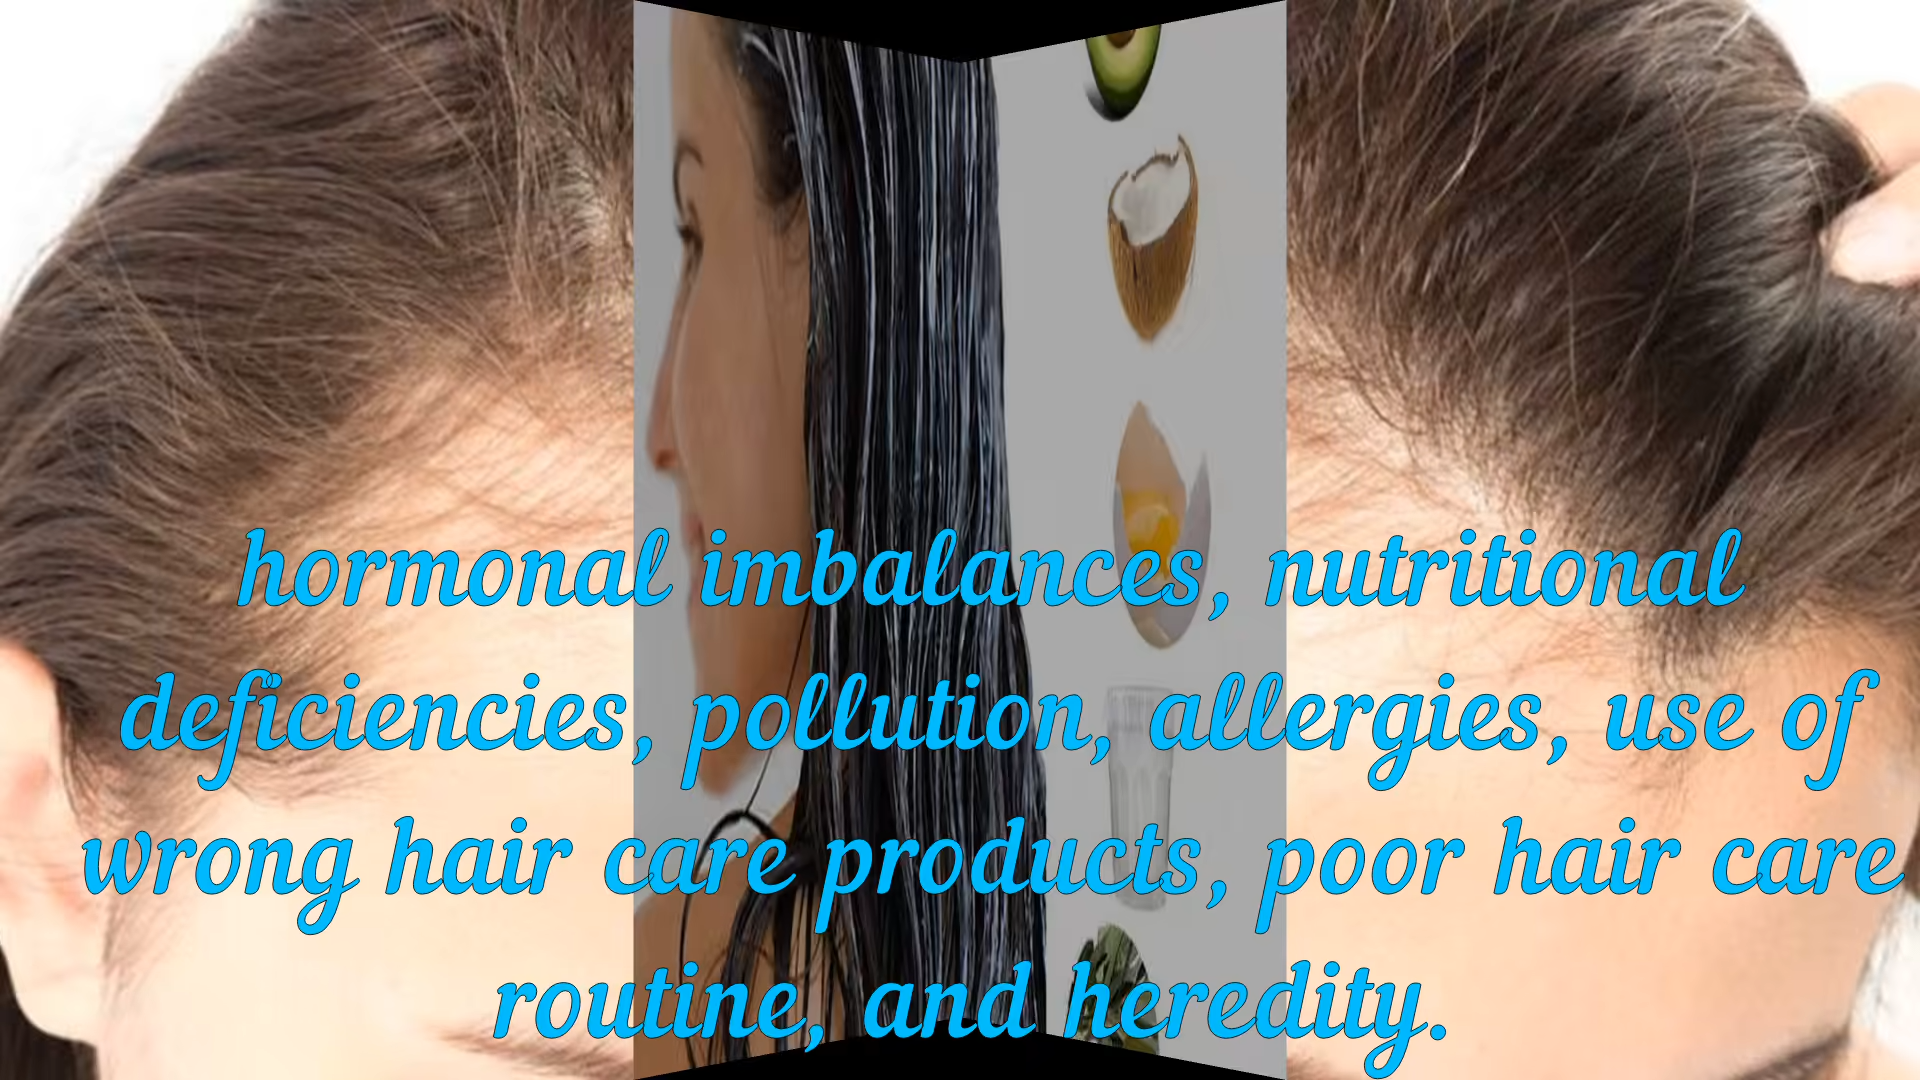 hormonal imbalances, nutritional
deficiencies, pollution, allergies, use of
wrong hair care products, poor hair care
routine, and heredity.